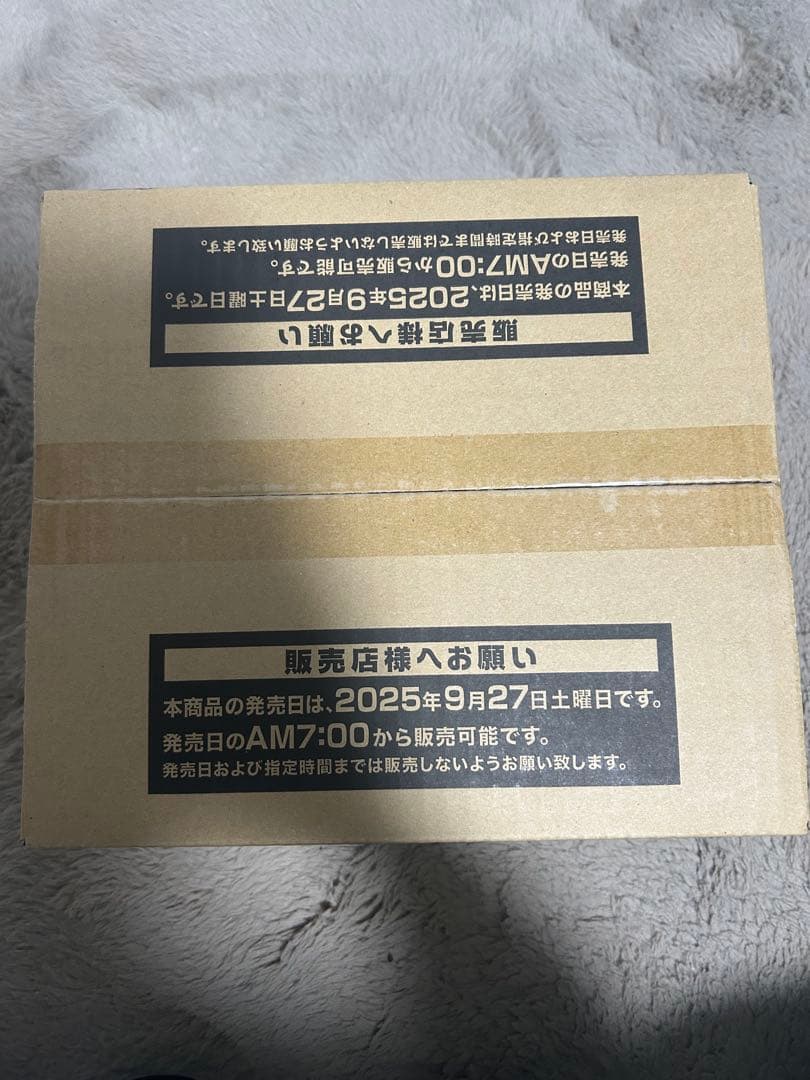 販売店様へお願い
本商品の発売日は、2025年9月27日土曜日です。
発売日のAM7:00から販売可能です。
発売日および指定時間までは販売しないようお願い致します。
販売店様へお願い
本商品の発売日は、2025年9月27日土曜日です。
発売日のAM7:00から販売可能です。
発売日および指定時間までは販売しないようお願い致します。